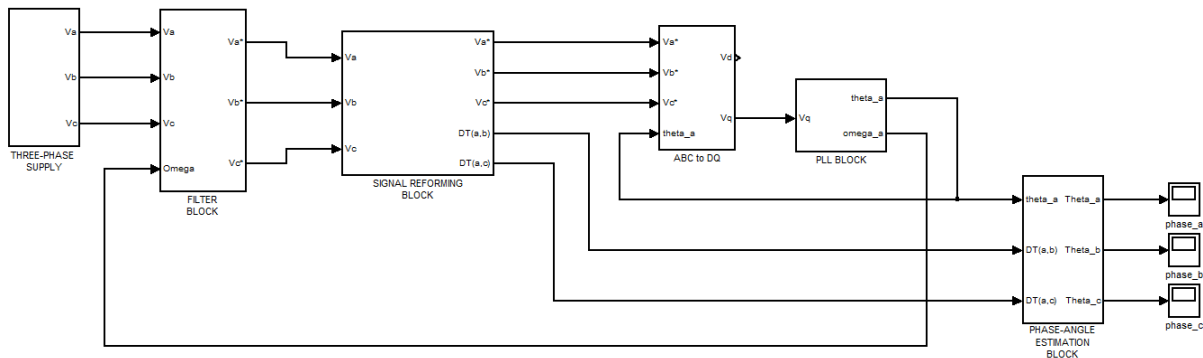 Va
Vb
Vc
THREE-PHASE
SUPPLY
Va
Vb
Vc
Omega
Va*
Vb*
Vc*
FILTER
BLOCK
Va
Vb
Vc
Va*
Vb*
Vc*
DT(a,b)
DT(a,c)
SIGNAL REFORMING
BLOCK
Va*
Vb*
Vc*
theta_a
Vd
Vq
ABC to DQ
Vq
theta_a
omega_a
PLL BLOCK
theta_a
DT(a,b)
DT(a,c)
Theta_a
Theta_b
Theta_c
PHASE-ANGLE
ESTIMATION
BLOCK
phase_a
phase_b
phase_c